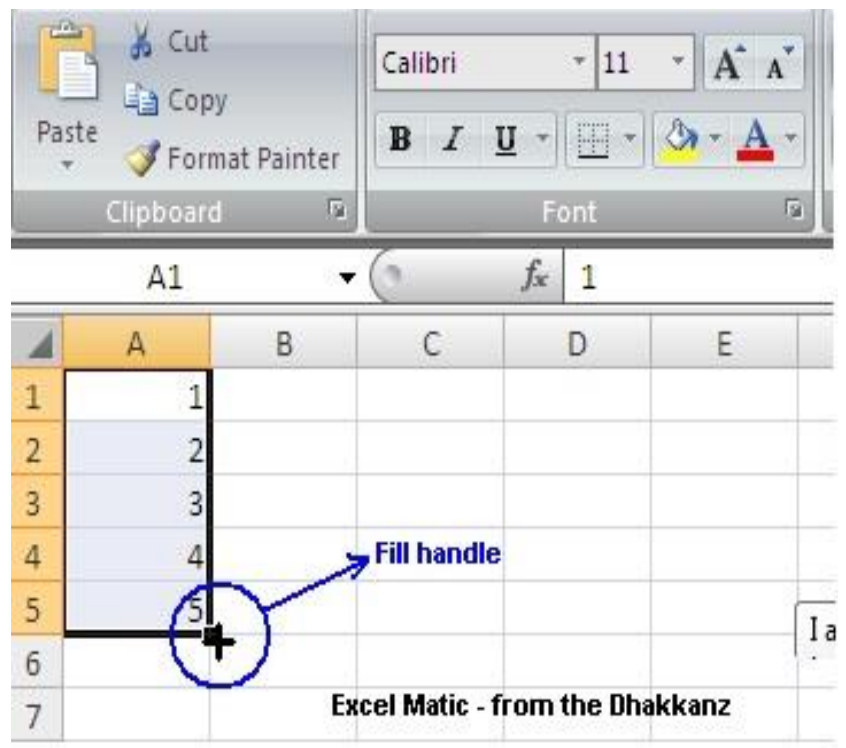 Cut
Copy
Paste
Format Painter
Clipboard
Calibri 11 A A
B I U A
Font
A1 fx 1
A B C D E
1 1
2 2
3 3
4 4 Fill handle
5 5
I a
6
7 Excel Matic - from the Dhakkanz